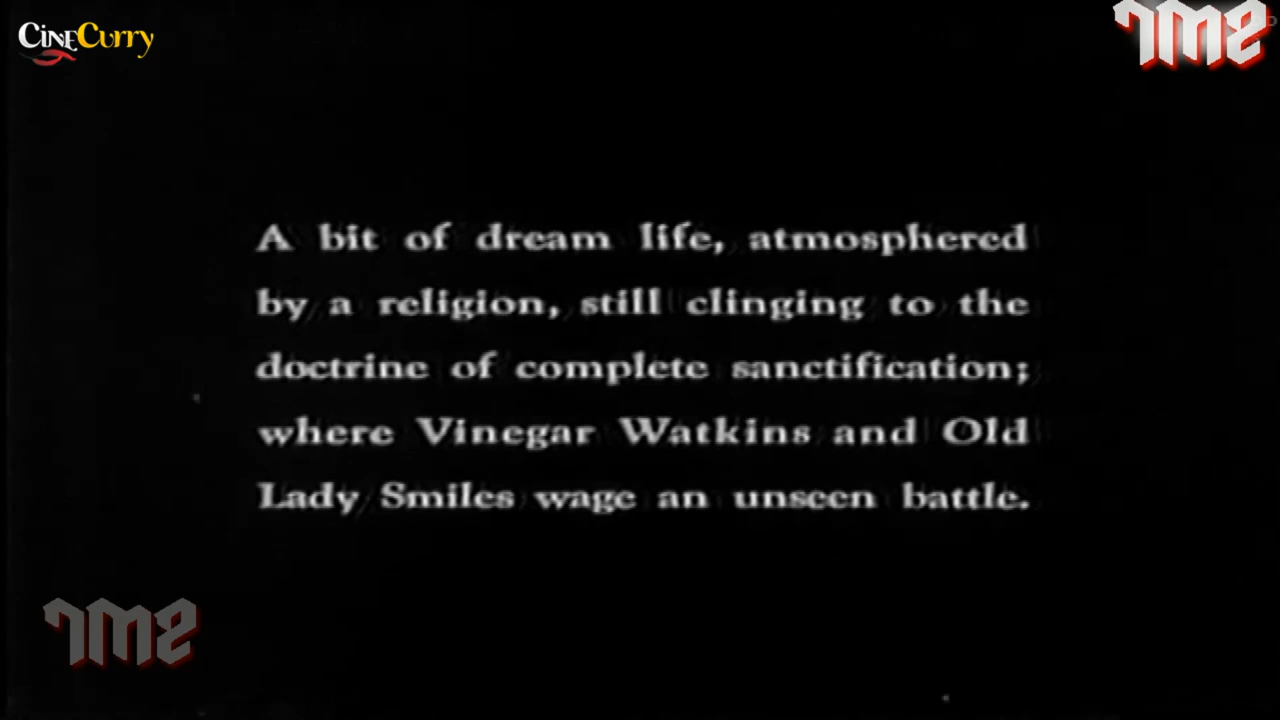 CineCurry
A bit of dream life, atmosphered
by a religion, still clinging to the
doctrine of complete sanctification;
where Vinegar Watkins and Old
Lady Smiles wage an unseen battle.